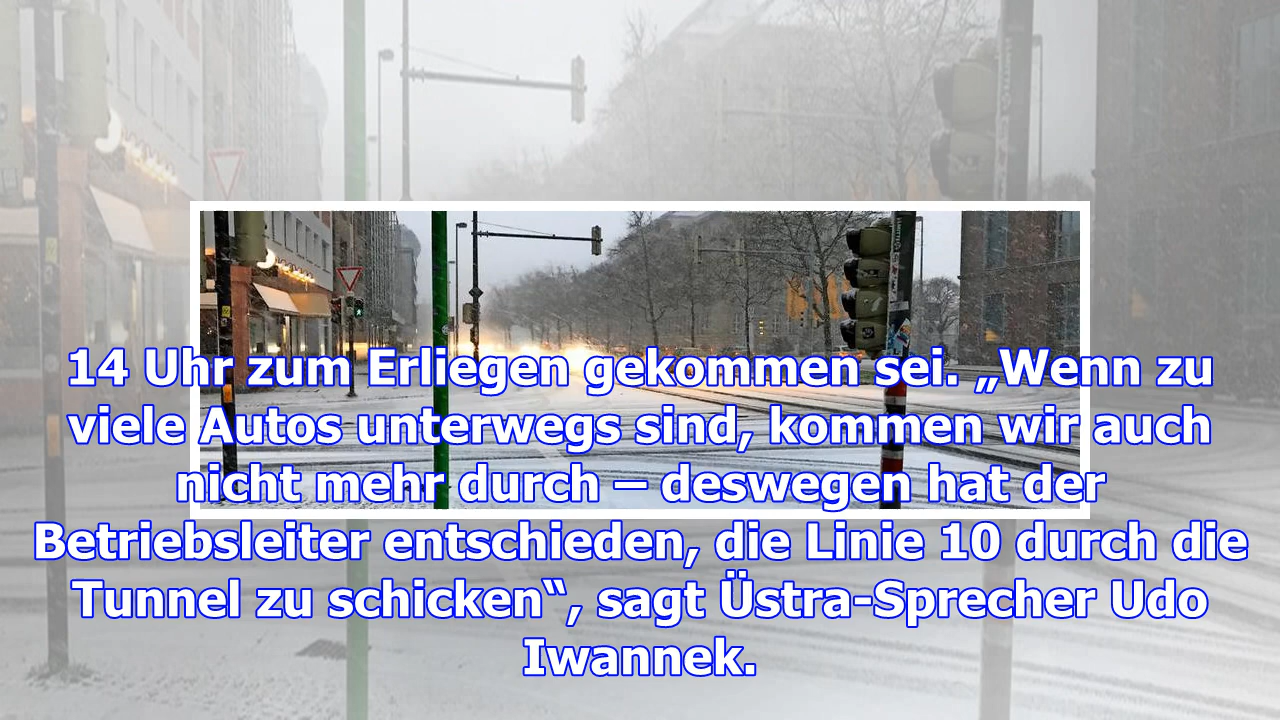 14 Uhr zum Erliegen gekommen sei. „Wenn zu
viele Autos unterwegs sind, kommen wir auch
nicht mehr durch – deswegen hat der
Betriebsleiter entschieden, die Linie 10 durch die
Tunnel zu schicken“, sagt Üstra-Sprecher Udo
Iwannek.